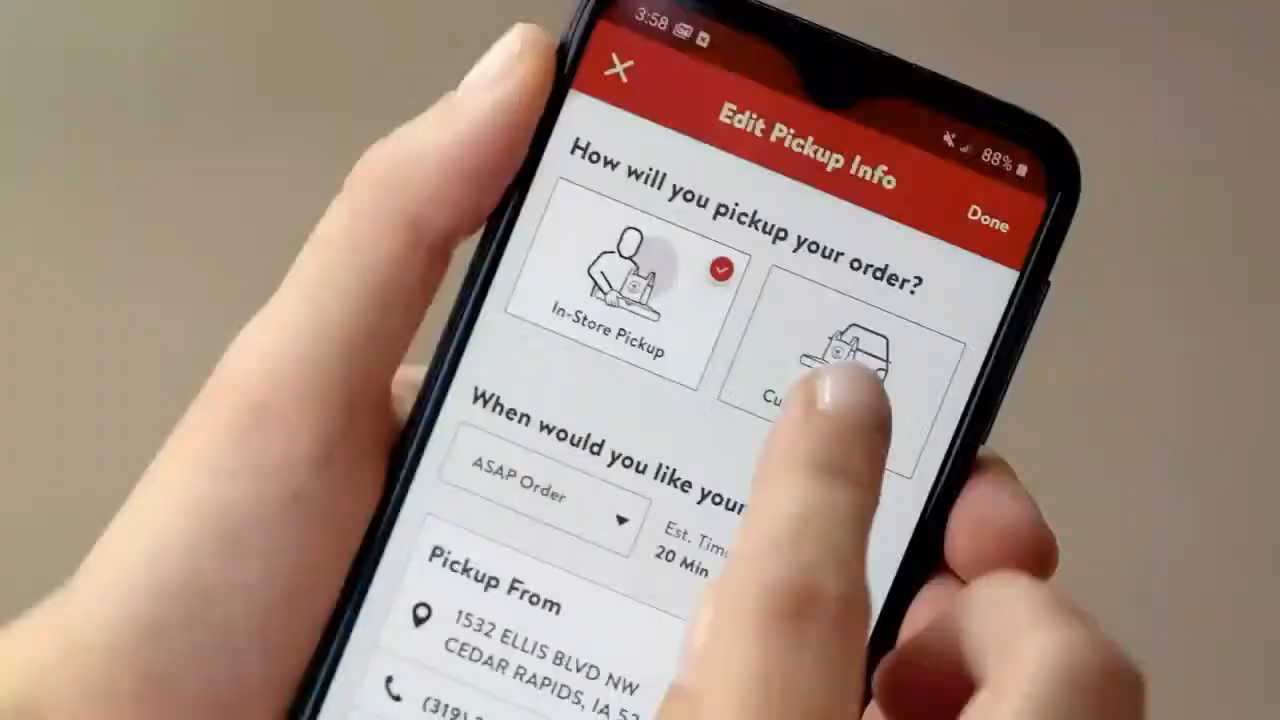 3:58
88%
Edit Pickup Info
Done
How will you pickup your order?
In-Store Pickup
When would you like your
ASAP Order
Est.
20 Min
Pickup From
1532 ELLIS BLVD NW
CEDAR RAPIDS, IA
(319)